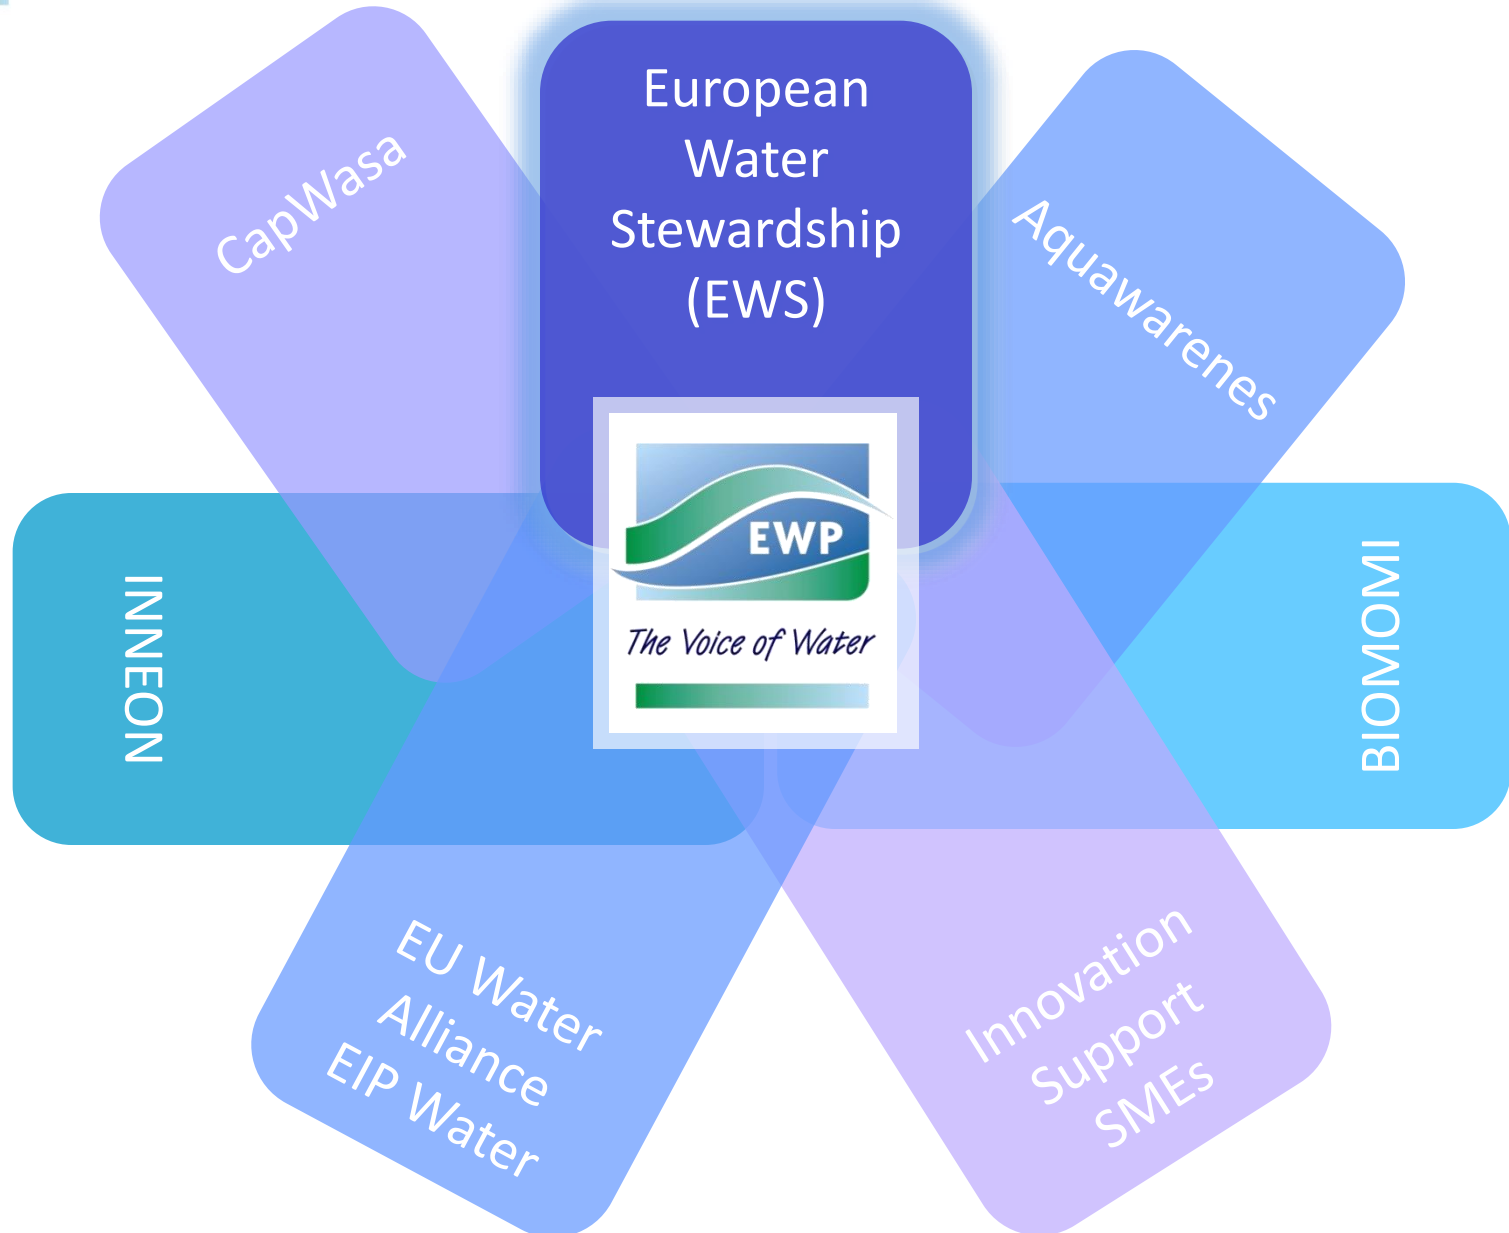 European
Water
Stewardship
(EWS)
CapWasa
Aquawarenes
INNEON
EWP
The Voice of Water
BIOMOMI
EU Water
Alliance
EIP Water
Innovation
Support
SMEs